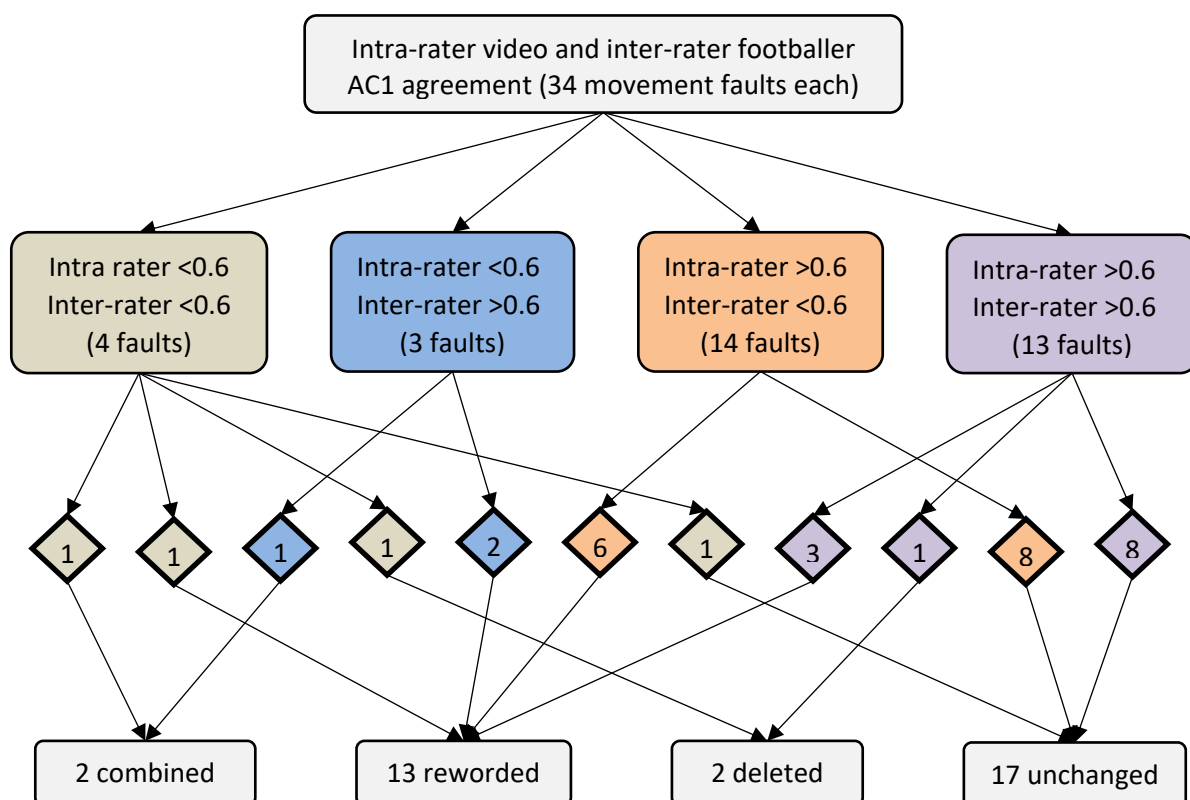 Intra-rater video and inter-rater footballer
AC1 agreement (34 movement faults each)
Intra rater <0.6
Inter-rater <0.6
(4 faults)
Intra-rater <0.6
Inter-rater >0.6
(3 faults)
Intra-rater >0.6
Inter-rater <0.6
(14 faults)
Intra-rater >0.6
Inter-rater >0.6
(13 faults)
1
1
1
1
2
6
1
3
1
8
8
2 combined
13 reworded
2 deleted
17 unchanged